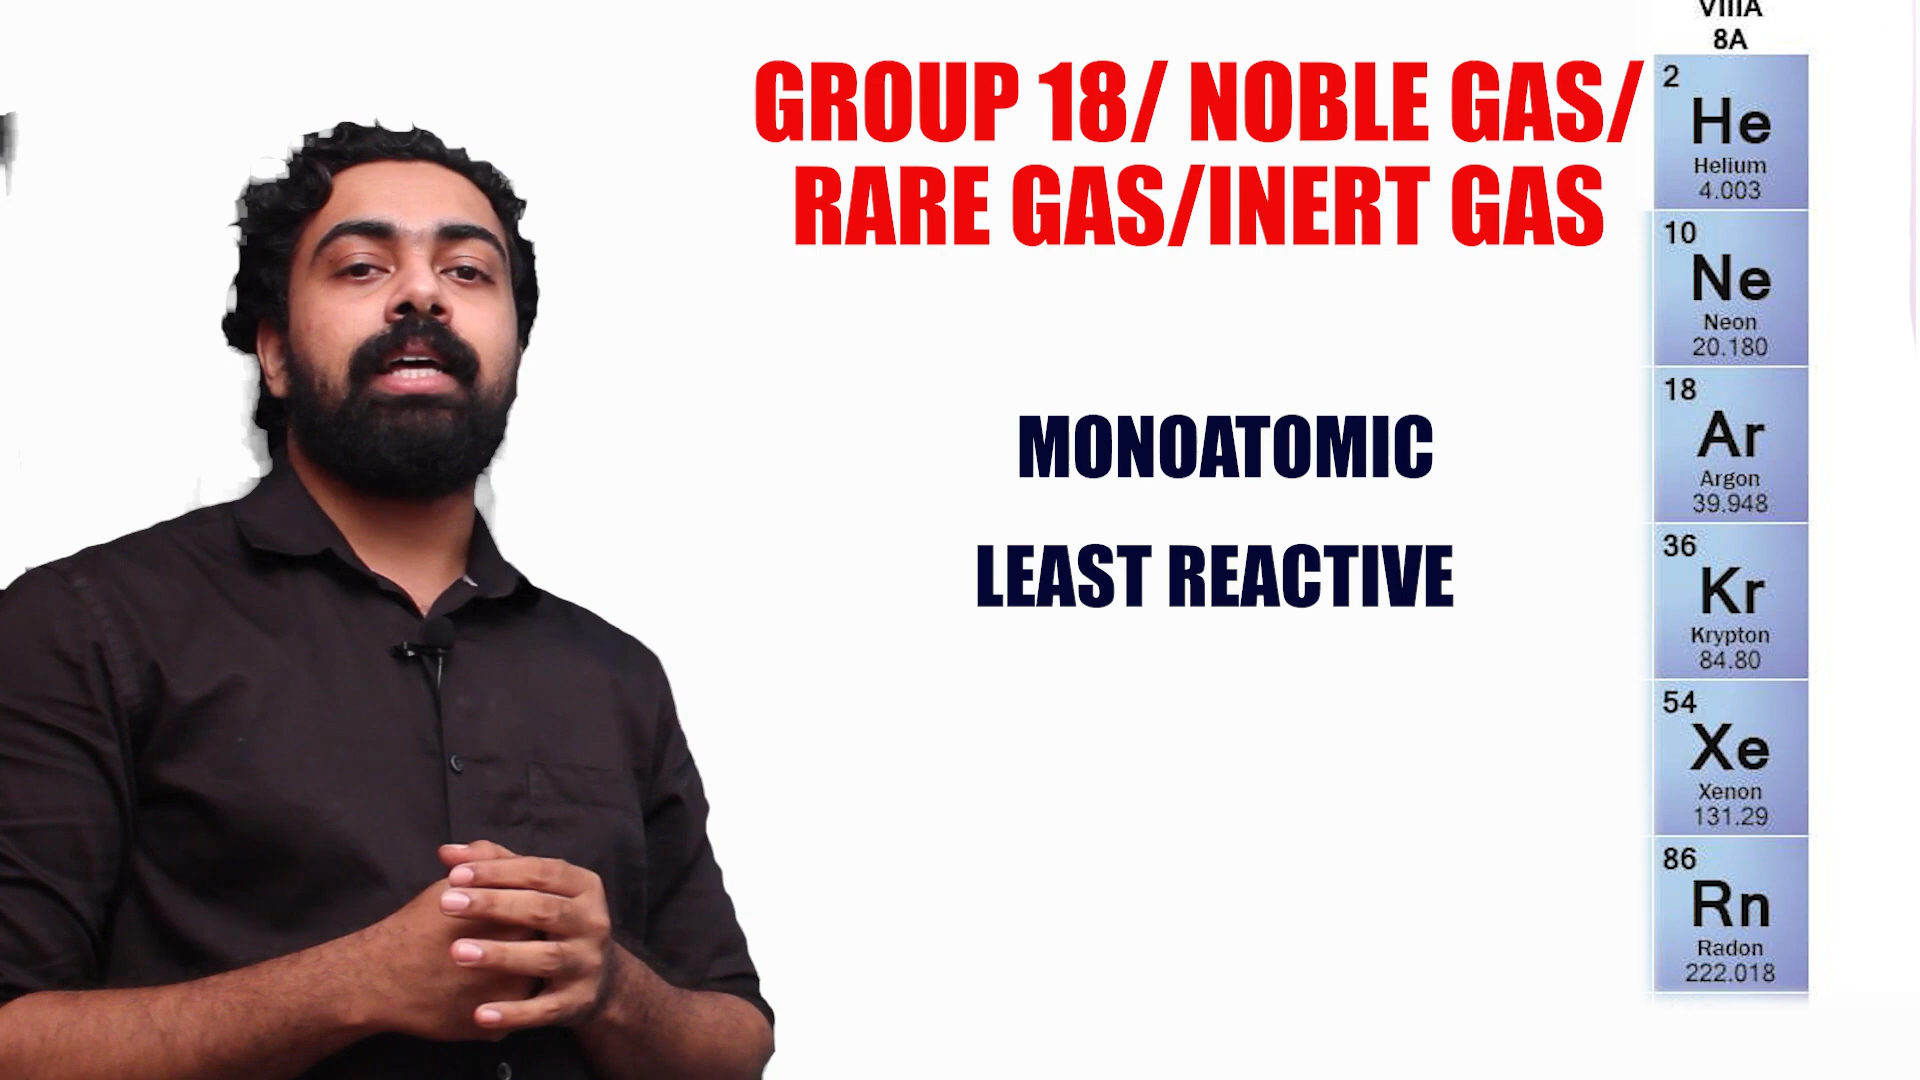 GROUP 18/ NOBLE GAS/
RARE GAS/INERT GAS
MONOATOMIC
LEAST REACTIVE
VIIIA
8A
2
He
Helium
4.003
10
Ne
Neon
20.180
18
Ar
Argon
39.948
36
Kr
Krypton
84.80
54
Xe
Xenon
131.29
86
Rn
Radon
222.018